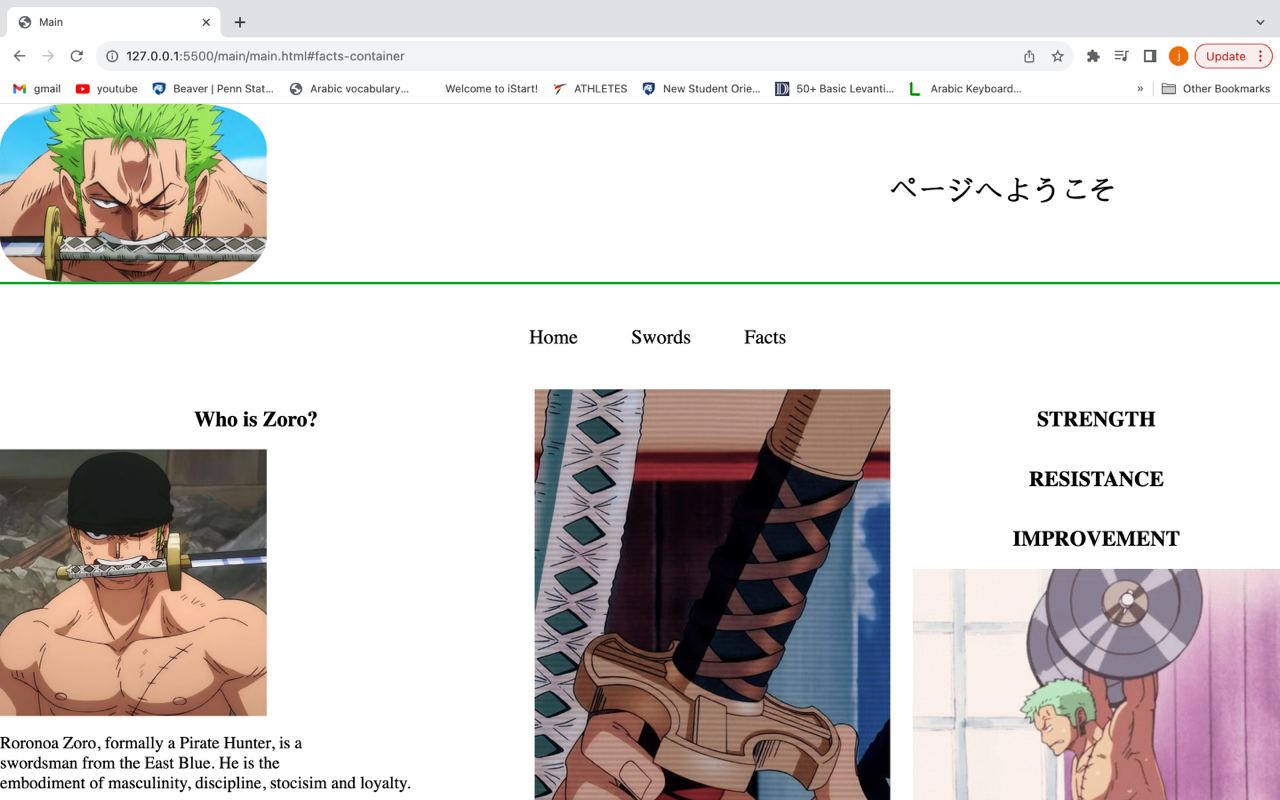 Main
127.0.0.1:5500/main/main.html#facts-container
j
Update
gmail
youtube
Beaver | Penn Stat...
Arabic vocabulary...
Welcome to iStart!
ATHLETES
New Student Orie...
50+ Basic Levanti...
Arabic Keyboard...
»
Other Bookmarks
ページへようこそ
Home
Swords
Facts
Who is Zoro?
STRENGTH
RESISTANCE
IMPROVEMENT
Roronoa Zoro, formally a Pirate Hunter, is a
swordsman from the East Blue. He is the
embodiment of masculinity, discipline, stocisim and loyalty.